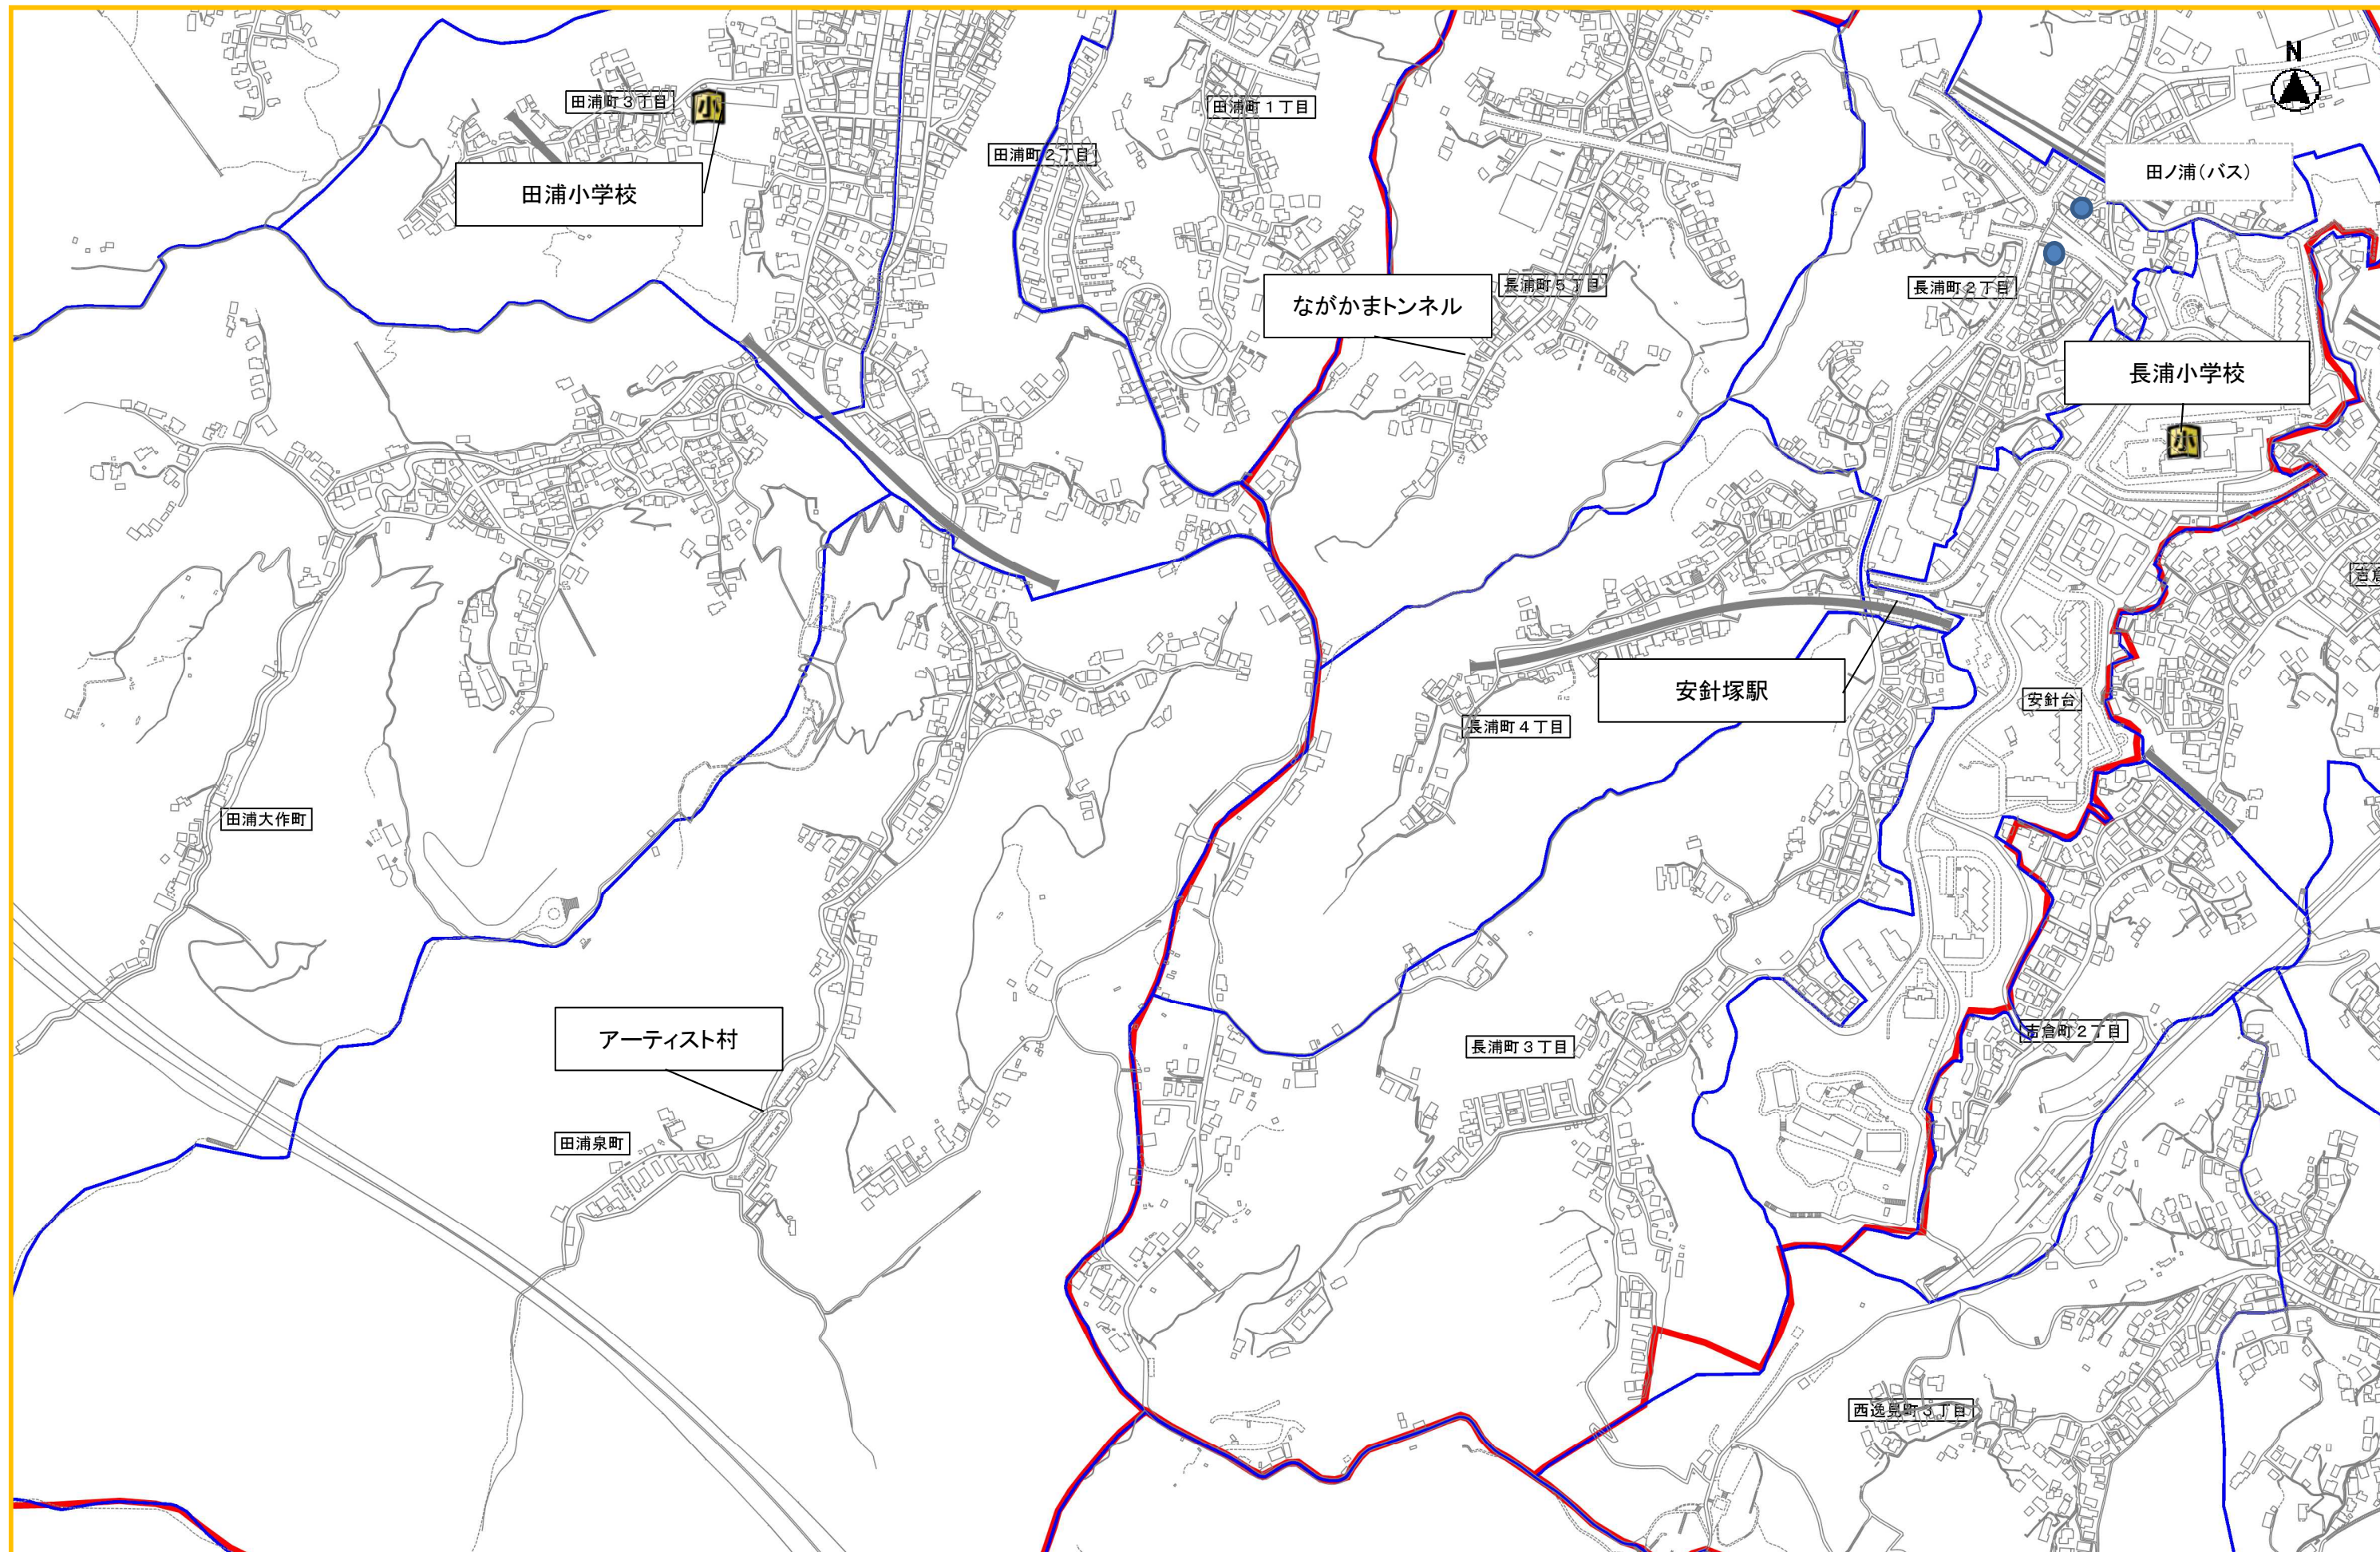 N
田浦町３丁目
小
田浦町１丁目
田浦町２丁目
田ノ浦（バス）
田浦小学校
長浦町５丁目
長浦町２丁目
ながかまトンネル
長浦小学校
小
安針塚駅
安針台
長浦町４丁目
田浦大作町
アーティスト村
長浦町３丁目
吉倉町２丁目
田浦泉町
西逸見町３丁目